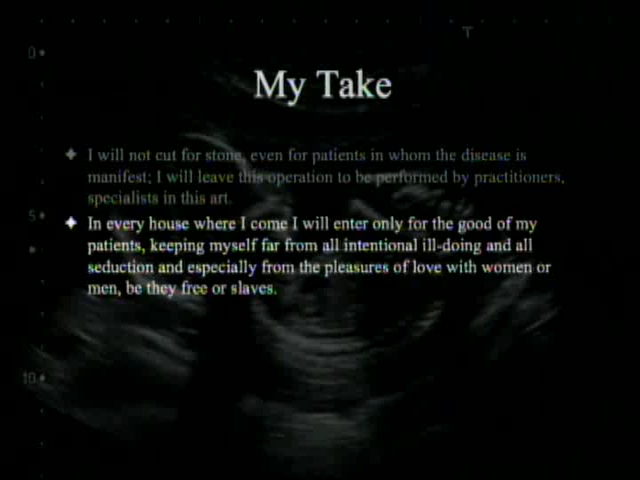 T
0
My Take
I will not cut for stone, even for patients in whom the disease is
manifest; I will leave this operation to be performed by practitioners,
specialists in this art.
5
In every house where I come I will enter only for the good of my
patients, keeping myself far from all intentional ill-doing and all
seduction and especially from the pleasures of love with women or
men, be they free or slaves.
10